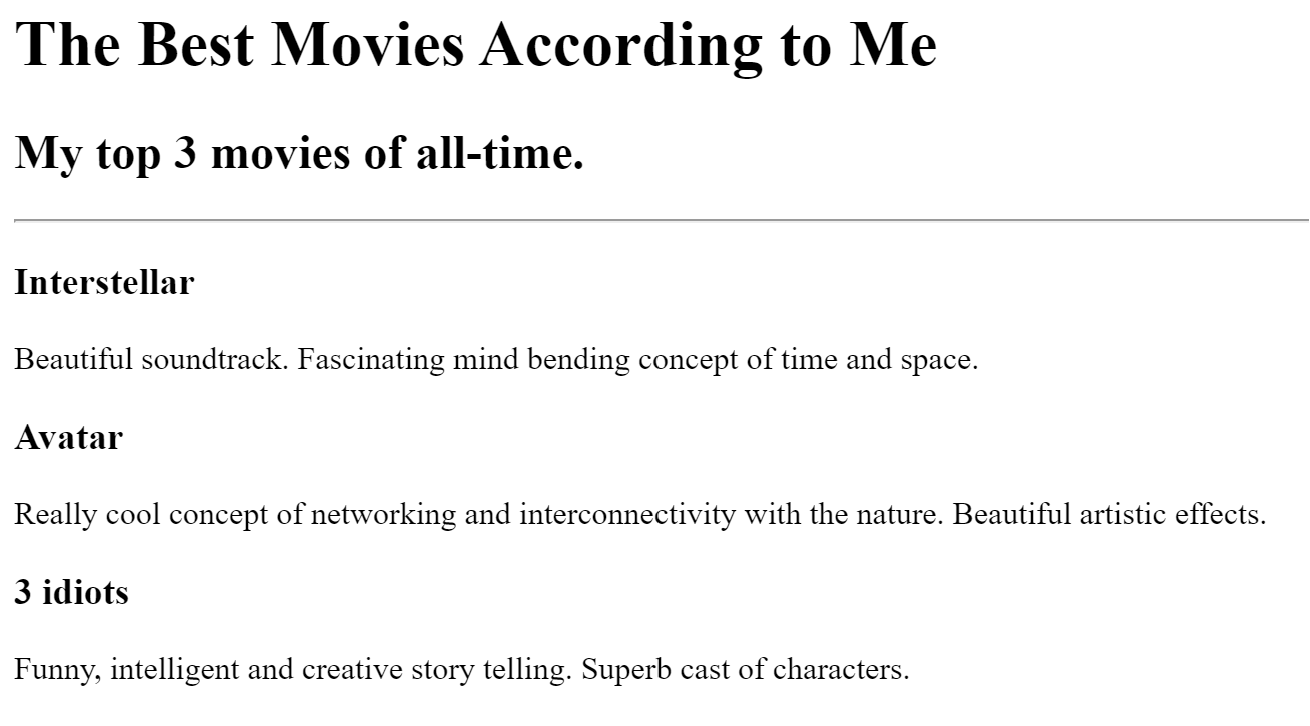 The Best Movies According to Me
My top 3 movies of all-time.
Interstellar
Beautiful soundtrack. Fascinating mind bending concept of time and space.
Avatar
Really cool concept of networking and interconnectivity with the nature. Beautiful artistic effects.
3 idiots
Funny, intelligent and creative story telling. Superb cast of characters.